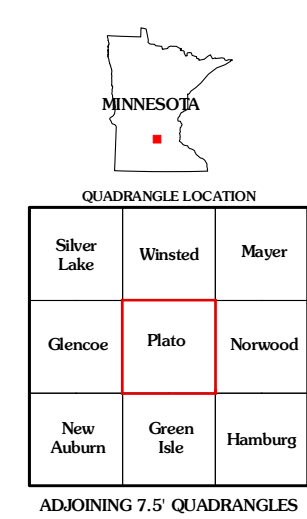 MINNESOTA
QUADRANGLE LOCATION
Silver
Lake
Winsted
Mayer
Glencoe
Plato
Norwood
New
Auburn
Green
Isle
Hamburg
ADJOINING 7.5' QUADRANGLES